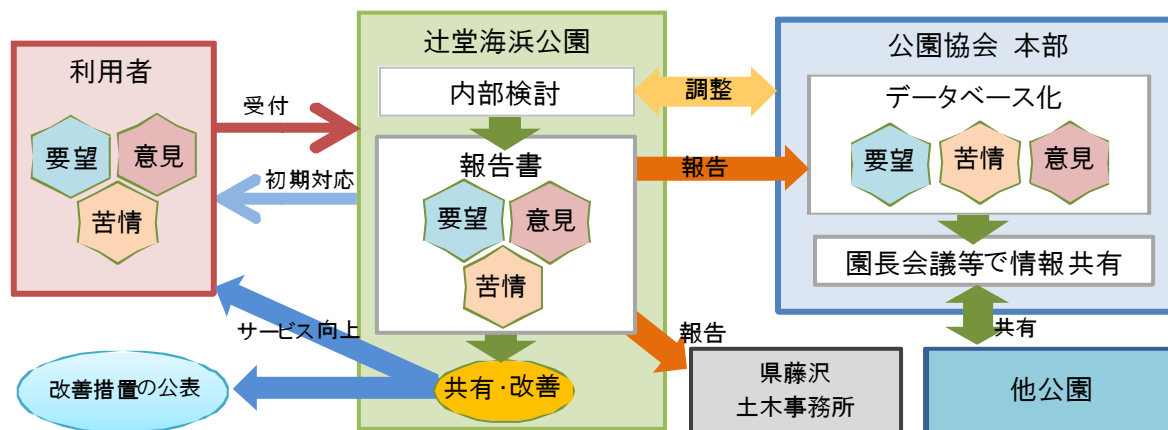 利用者
要望
意見
苦情
受付
初期対応
サービス向上
改善措置の公表
辻堂海浜公園
内部検討
報告書
要望
意見
苦情
共有・改善
調整
報告
報告
県藤沢
土木事務所
公園協会 本部
データベース化
要望
苦情
意見
園長会議等で情報共有
共有
他公園